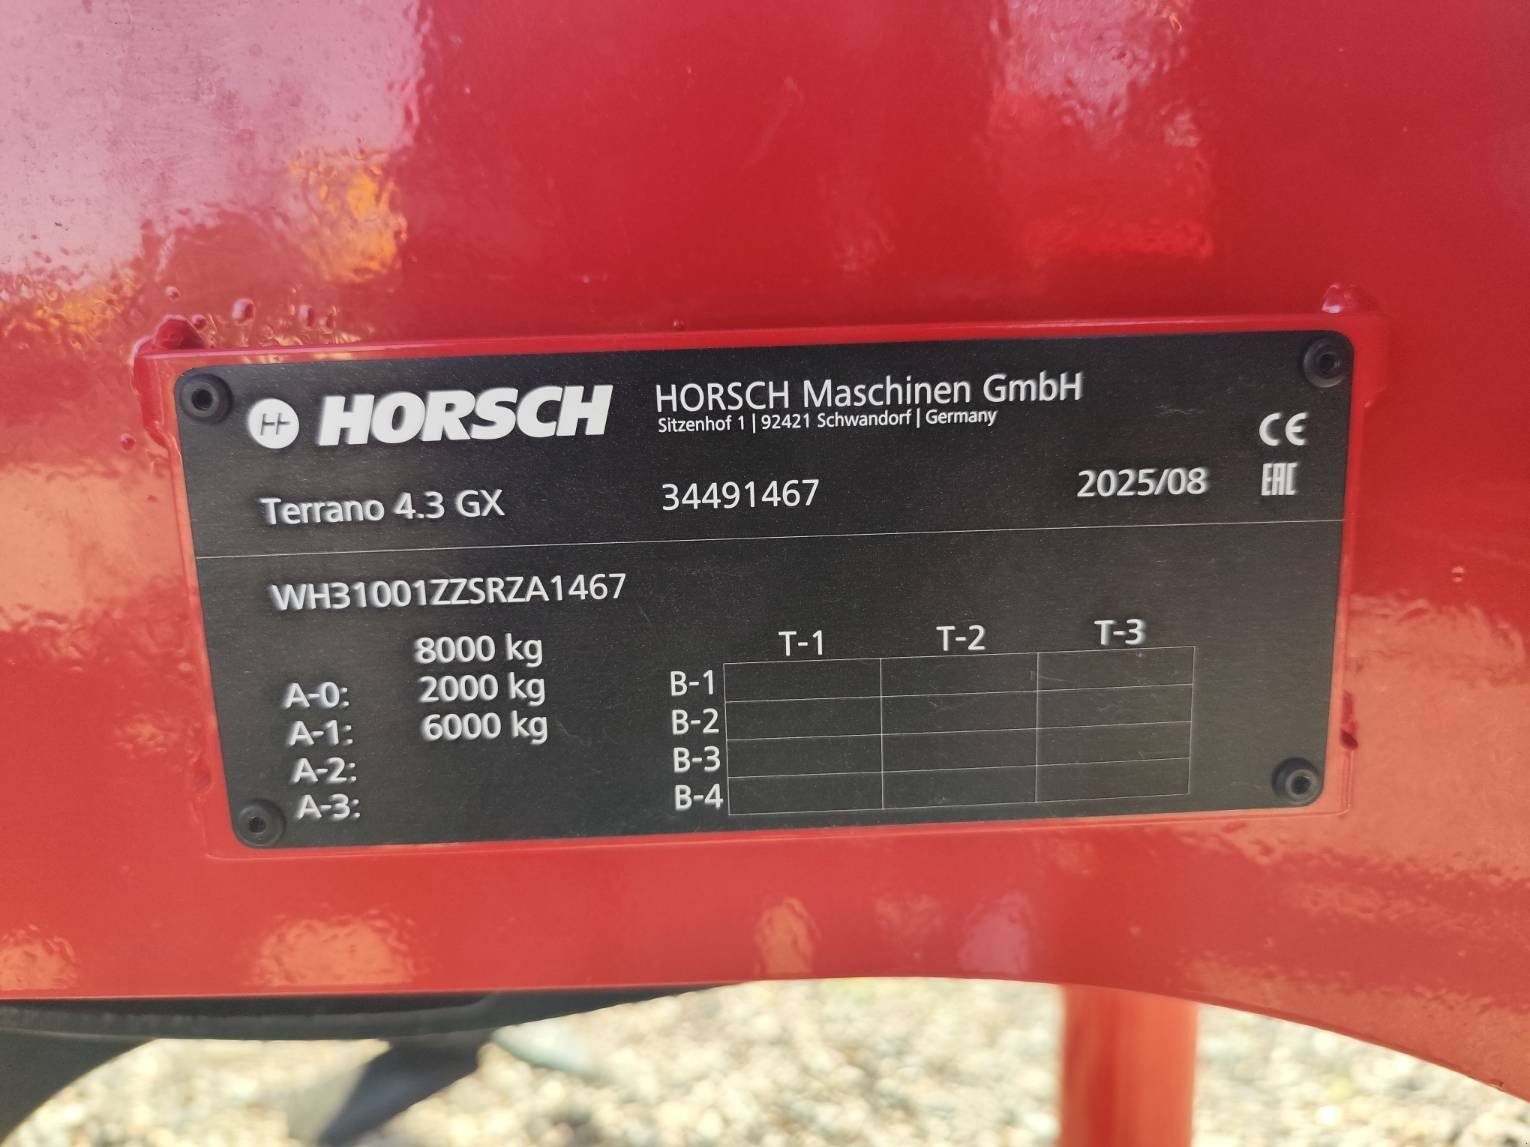 HORSCH HORSCH Maschinen GmbH
Sitzenhof 1 | 92421 Schwandorf | Germany
CE
Terrano 4.3 GX 34491467 2025/08 EAC
WH31001ZZSRZA1467
8000 kg
A-0: 2000 kg
A-1: 6000 kg
A-2:
A-3:
T-1 T-2 T-3
B-1
B-2
B-3
B-4